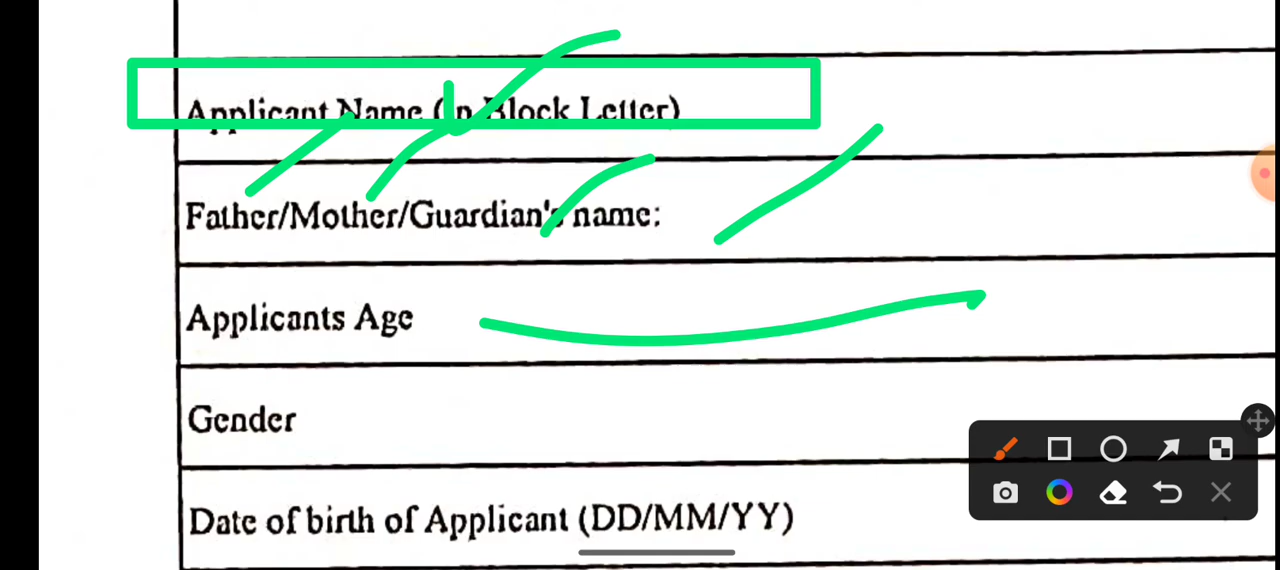 Applicant Name (In Block Letter)
Father/Mother/Guardian's name:
Applicants Age
Gender
Date of birth of Applicant (DD/MM/YY)